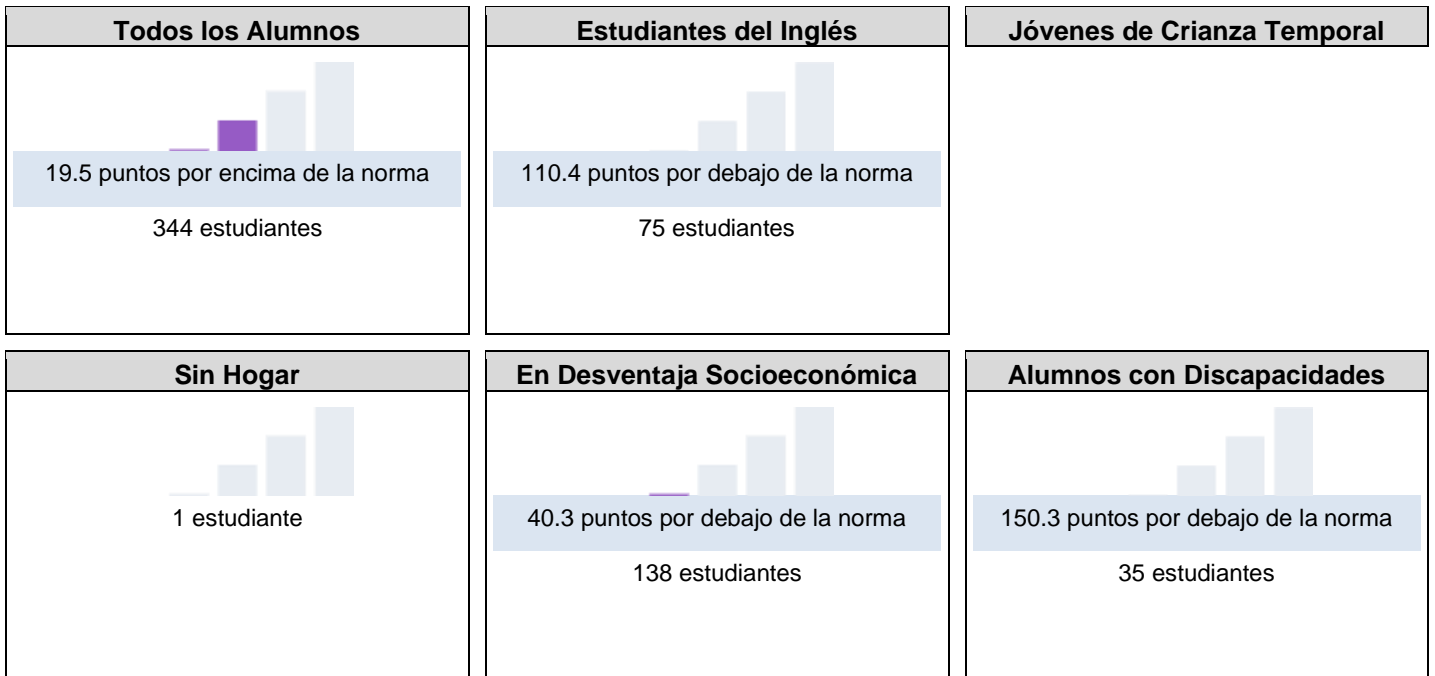 Todos los Alumnos
19.5 puntos por encima de la norma
344 estudiantes
Estudiantes del Inglés
110.4 puntos por debajo de la norma
75 estudiantes
Jóvenes de Crianza Temporal
Sin Hogar
1 estudiante
En Desventaja Socioeconómica
40.3 puntos por debajo de la norma
138 estudiantes
Alumnos con Discapacidades
150.3 puntos por debajo de la norma
35 estudiantes